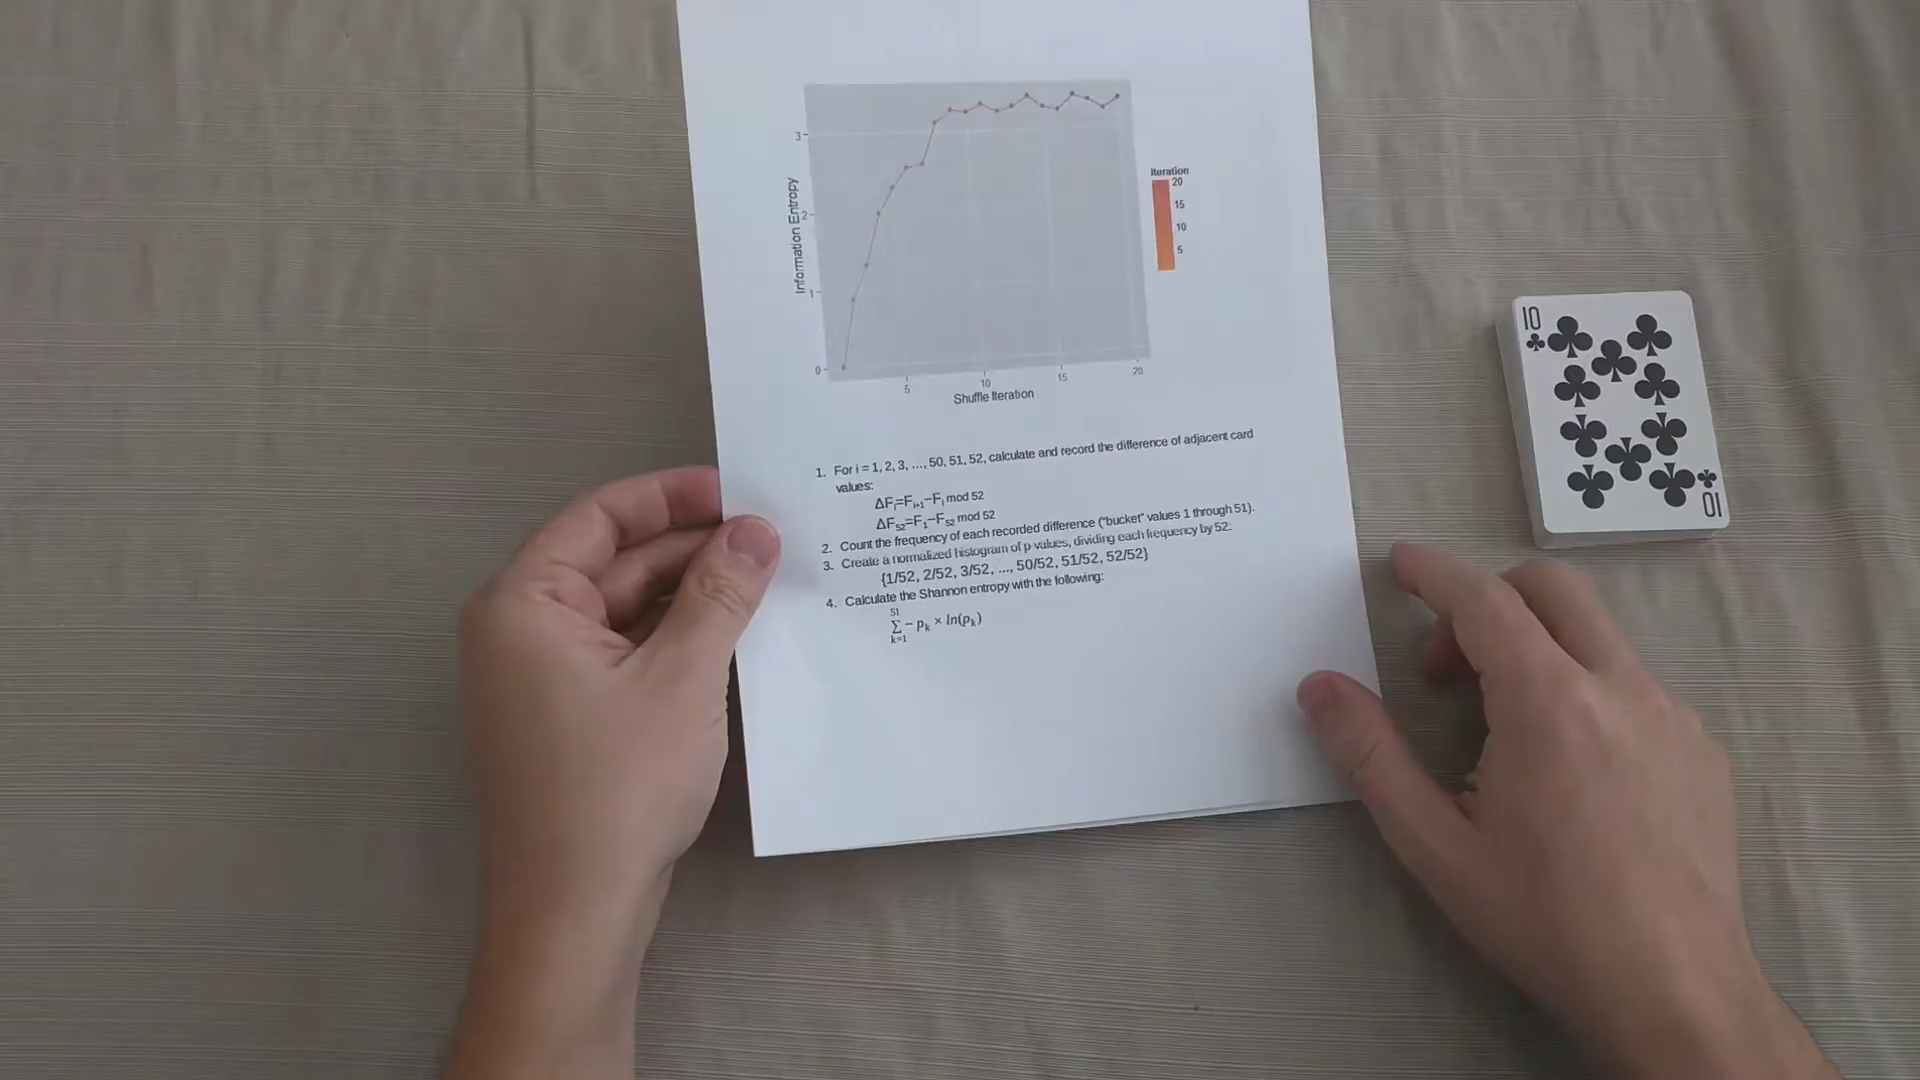 3
2
1
0
Information Entropy
5
10
15
20
Shuffle Iteration
Iteration
20
15
10
5
1. For i = 1, 2, 3, ..., 50, 51, 52, calculate and record the difference of adjacent card
values:
ΔFᵢ=Fᵢ₊₁−Fᵢ mod 52
ΔF₅₂=F₁−F₅₂ mod 52
2. Count the frequency of each recorded difference ("bucket" values 1 through 51).
3. Create a normalized histogram of p-values, dividing each frequency by 52:
{1/52, 2/52, 3/52, ..., 50/52, 51/52, 52/52}
4. Calculate the Shannon entropy with the following:
51
∑ − pₖ × ln(pₖ)
k=1
10
10